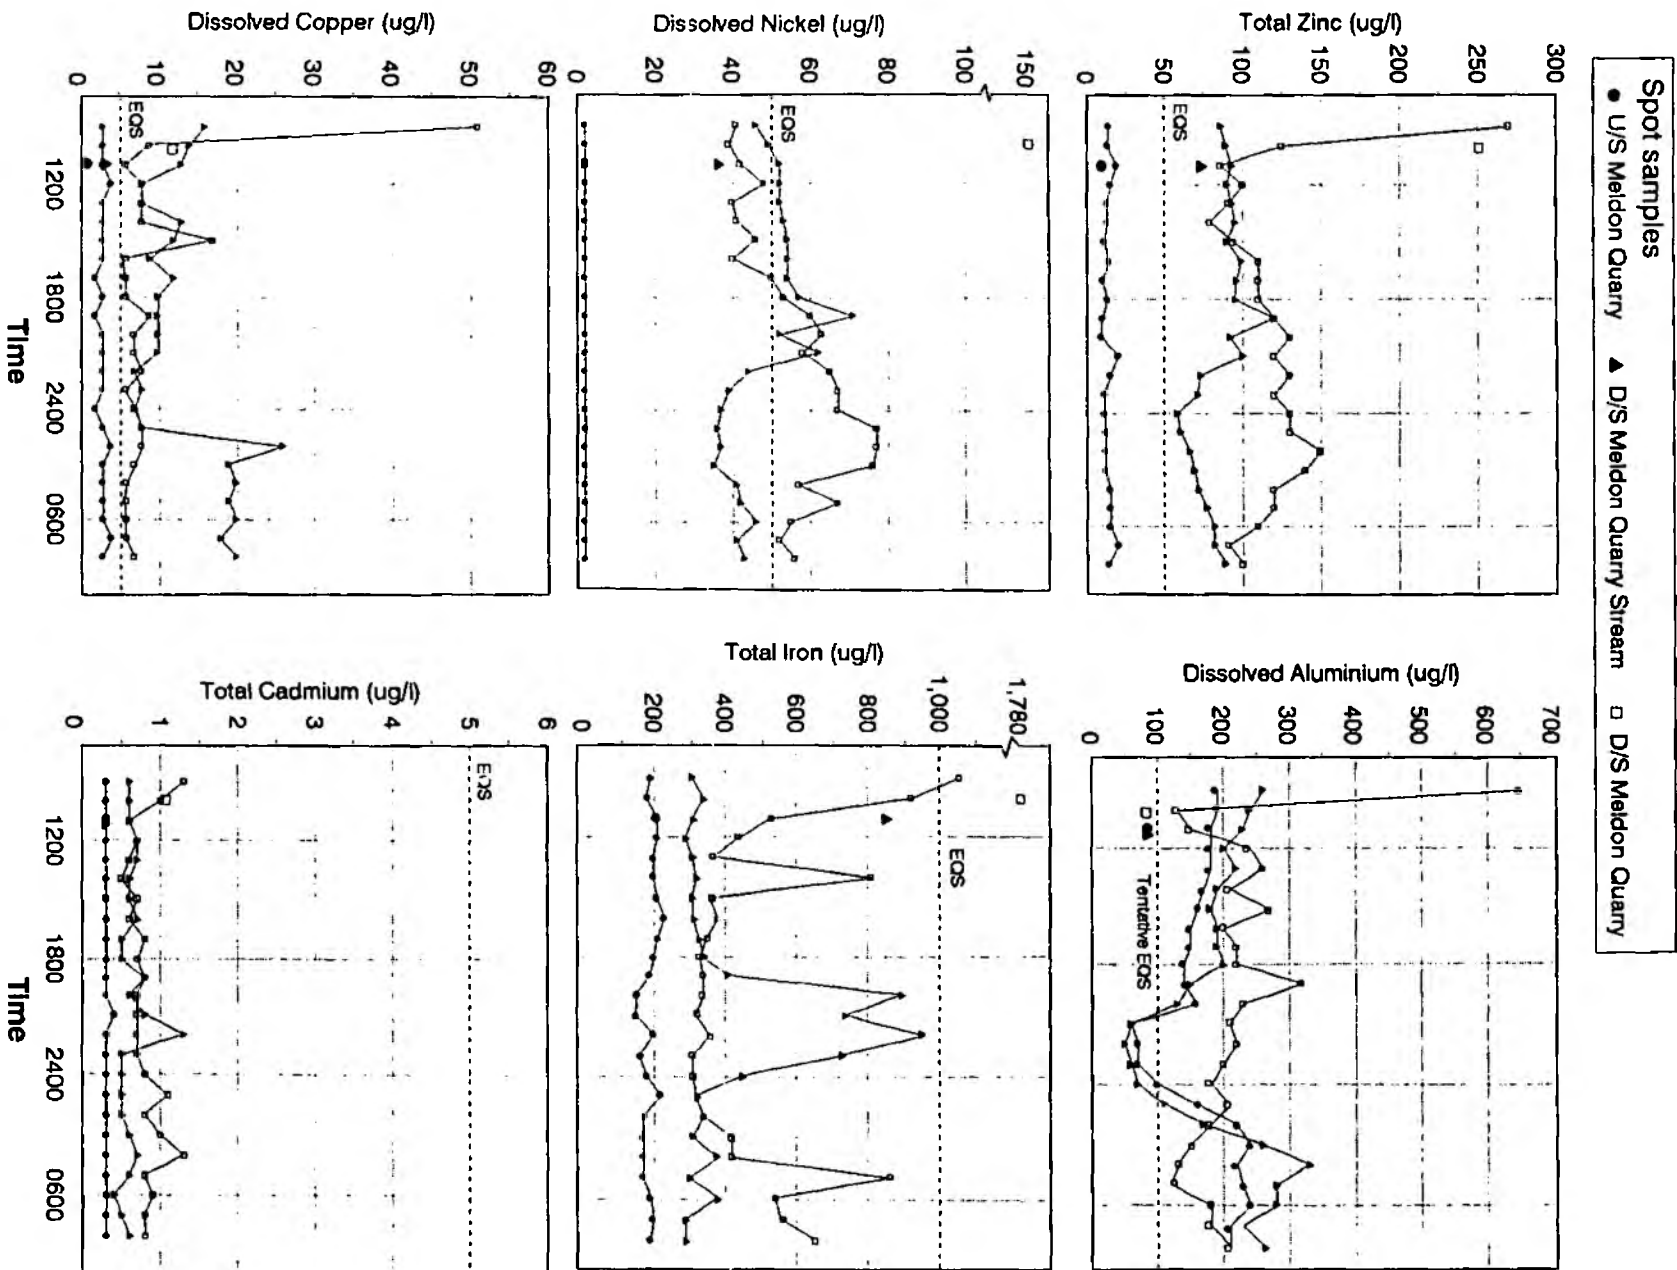 Spot samples
● U/S Meldon Quarry ▲ D/S Meldon Quarry Stream □ D/S Meldon Quarry
Total Zinc (ug/l)
0 50 100 150 200 250 300
EQS
Dissolved Aluminium (ug/l)
0 100 200 300 400 500 600 700
Tentative EQS
Dissolved Nickel (ug/l)
0 20 40 60 80 100 150
EQS
Total Iron (ug/l)
0 200 400 600 800 1,000 1,780
EQS
Dissolved Copper (ug/l)
0 10 20 30 40 50 60
EQS
1200 1800 2400 0600
Time
Total Cadmium (ug/l)
0 1 2 3 4 5 6
EQS
1200 1800 2400 0600
Time